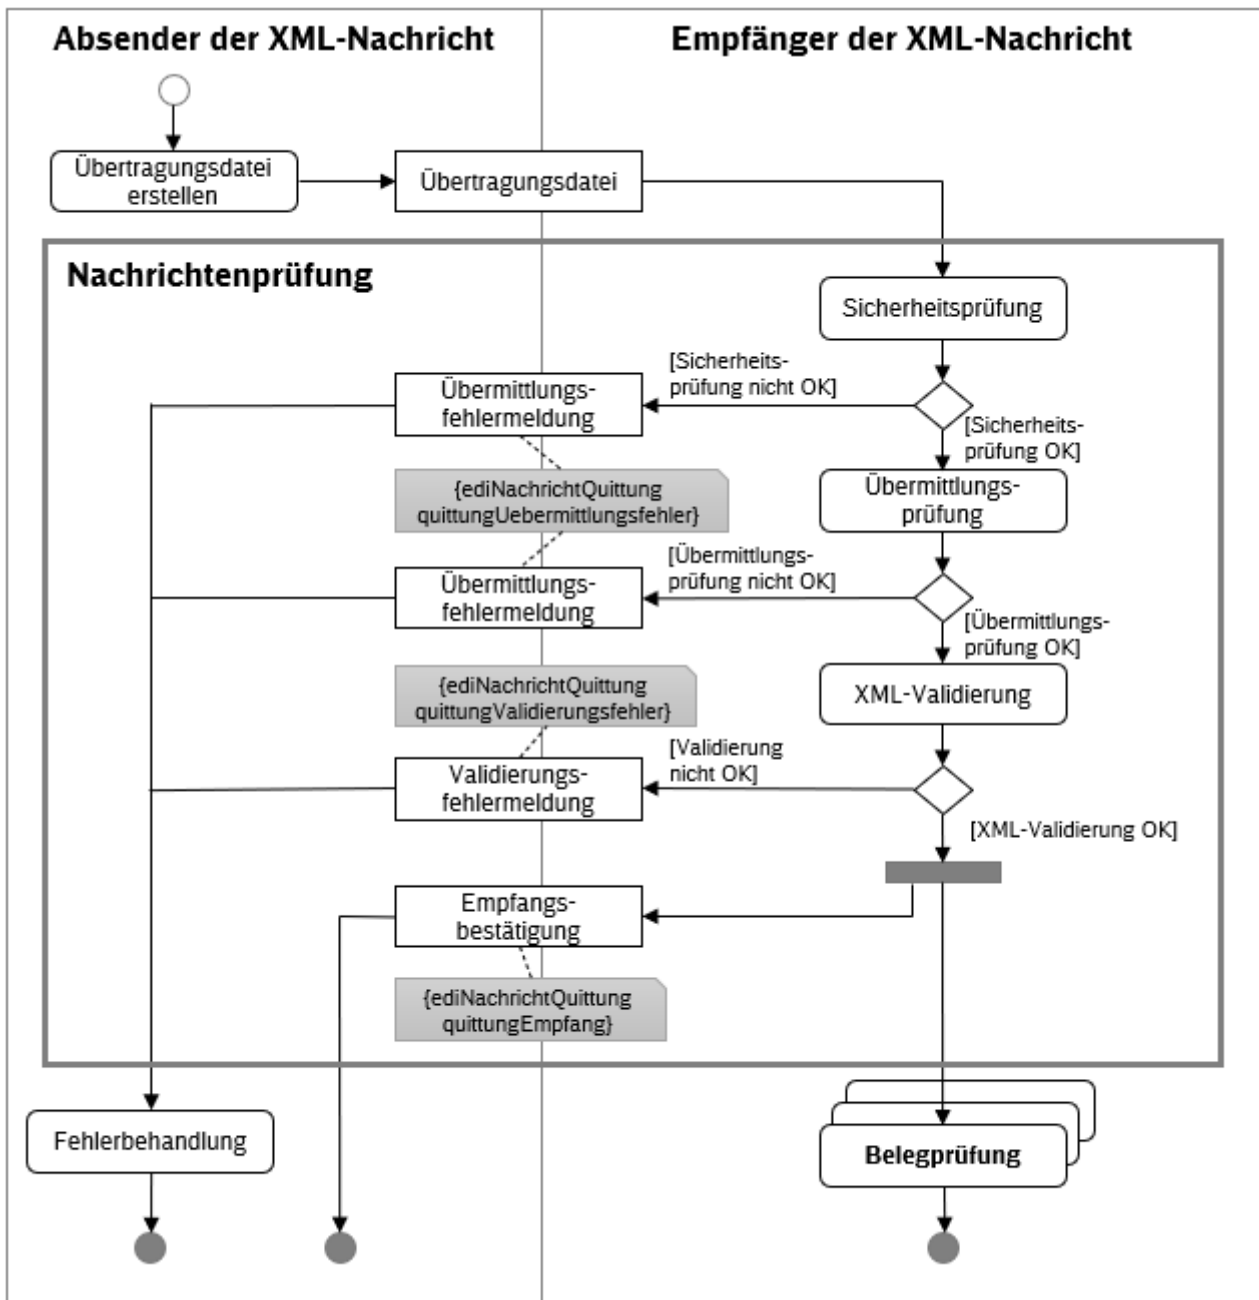 Absender der XML-Nachricht
Empfänger der XML-Nachricht
Übertragungsdatei
erstellen
Übertragungsdatei
Nachrichtenprüfung
Sicherheitsprüfung
[Sicherheits-
prüfung nicht OK]
Übermittlungs-
fehlermeldung
[Sicherheits-
prüfung OK]
{ediNachrichtQuittung
quittungUebermittlungsfehler}
Übermittlungs-
prüfung
[Übermittlungs-
prüfung nicht OK]
Übermittlungs-
fehlermeldung
[Übermittlungs-
prüfung OK]
{ediNachrichtQuittung
quittungValidierungsfehler}
XML-Validierung
[Validierung
nicht OK]
Validierungs-
fehlermeldung
[XML-Validierung OK]
Empfangs-
bestätigung
{ediNachrichtQuittung
quittungEmpfang}
Fehlerbehandlung
Belegprüfung